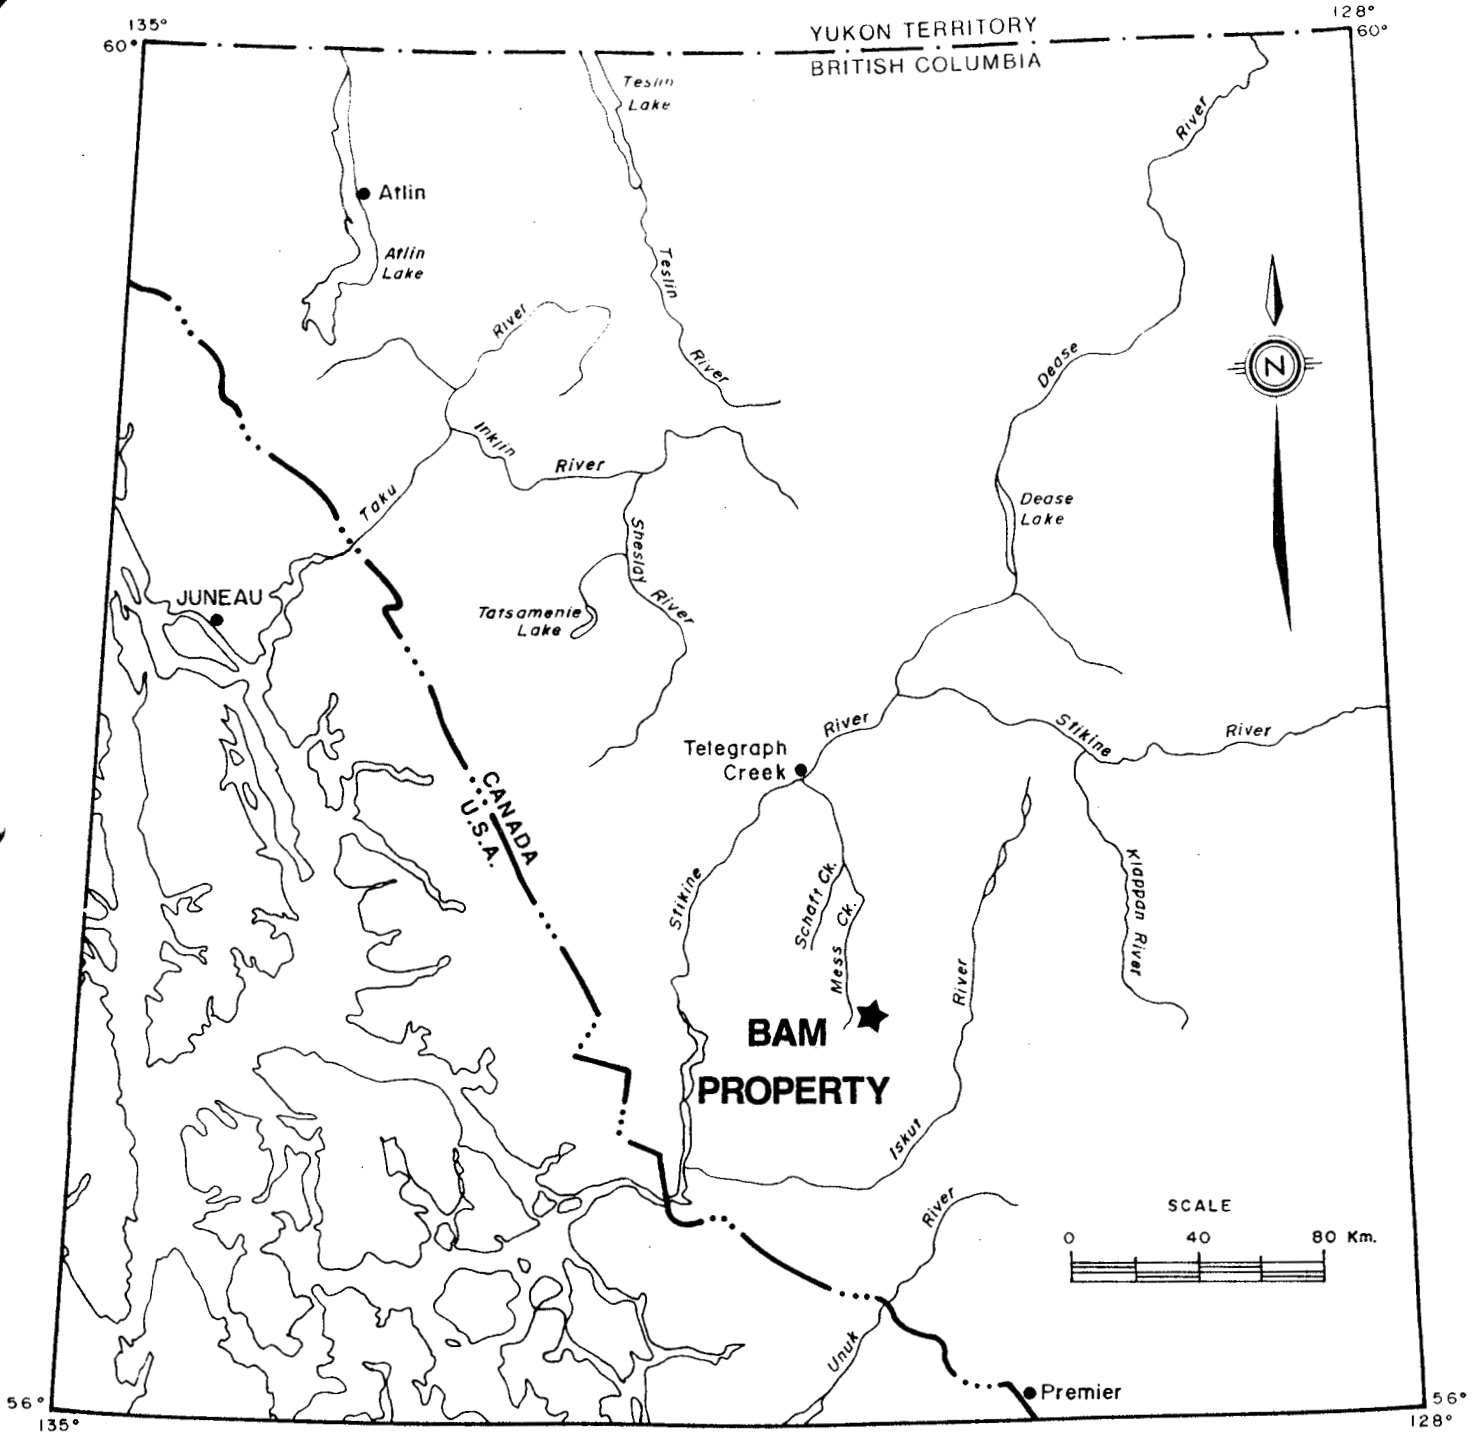 135°
128°
60°
YUKON TERRITORY
60°
BRITISH COLUMBIA
Teslin
Lake
River
Atlin
Atlin
Lake
Teslin
River
River
Dease
Inklin
River
Taku
Dease
Lake
Sheslay River
JUNEAU
Tatsamenie
Lake
Stikine
River
River
Telegraph
Creek
CANADA
U.S.A.
Stikine
Schaft Ck.
Mess Ck.
Klappan River
River
BAM
PROPERTY
Iskut
River
SCALE
0 40 80 Km.
Unuk
Premier
56°
56°
135°
128°
N